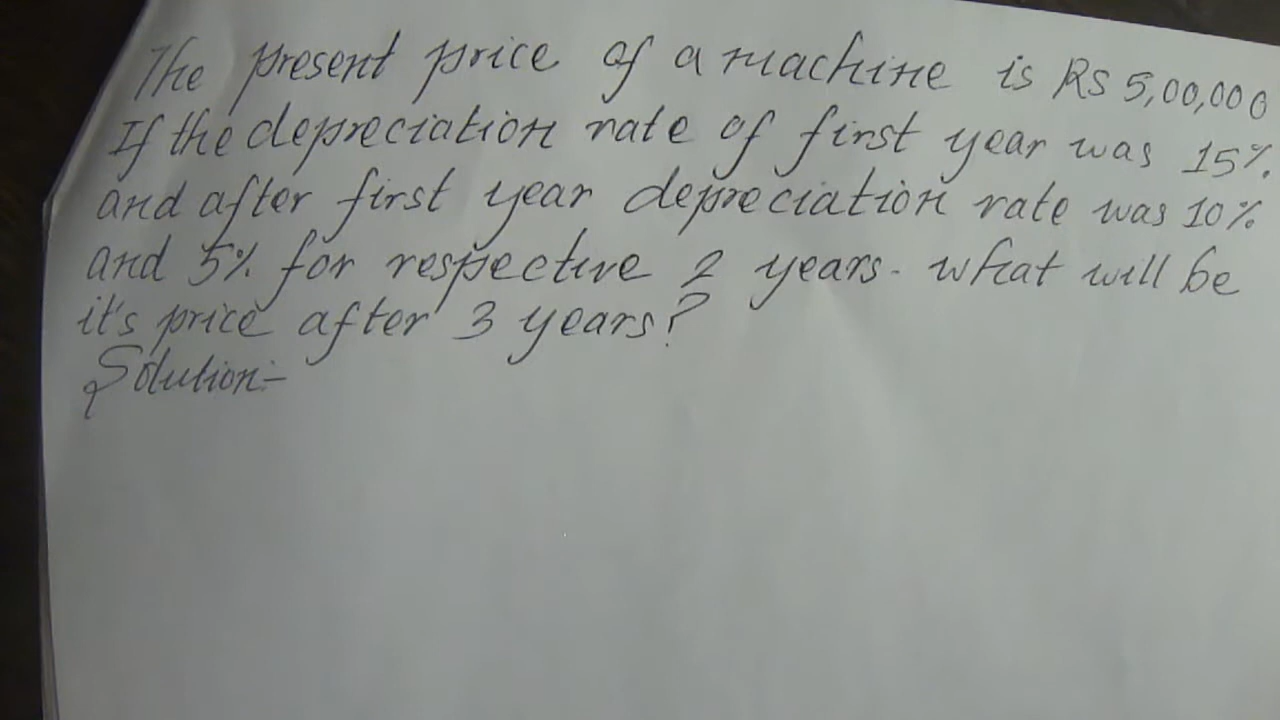 The present price of a machine is Rs 5,00,000
If the depreciation rate of first year was 15%.
and after first year depreciation rate was 10%
and 5% for respective 2 years. what will be
it's price after 3 years?
Solution:-